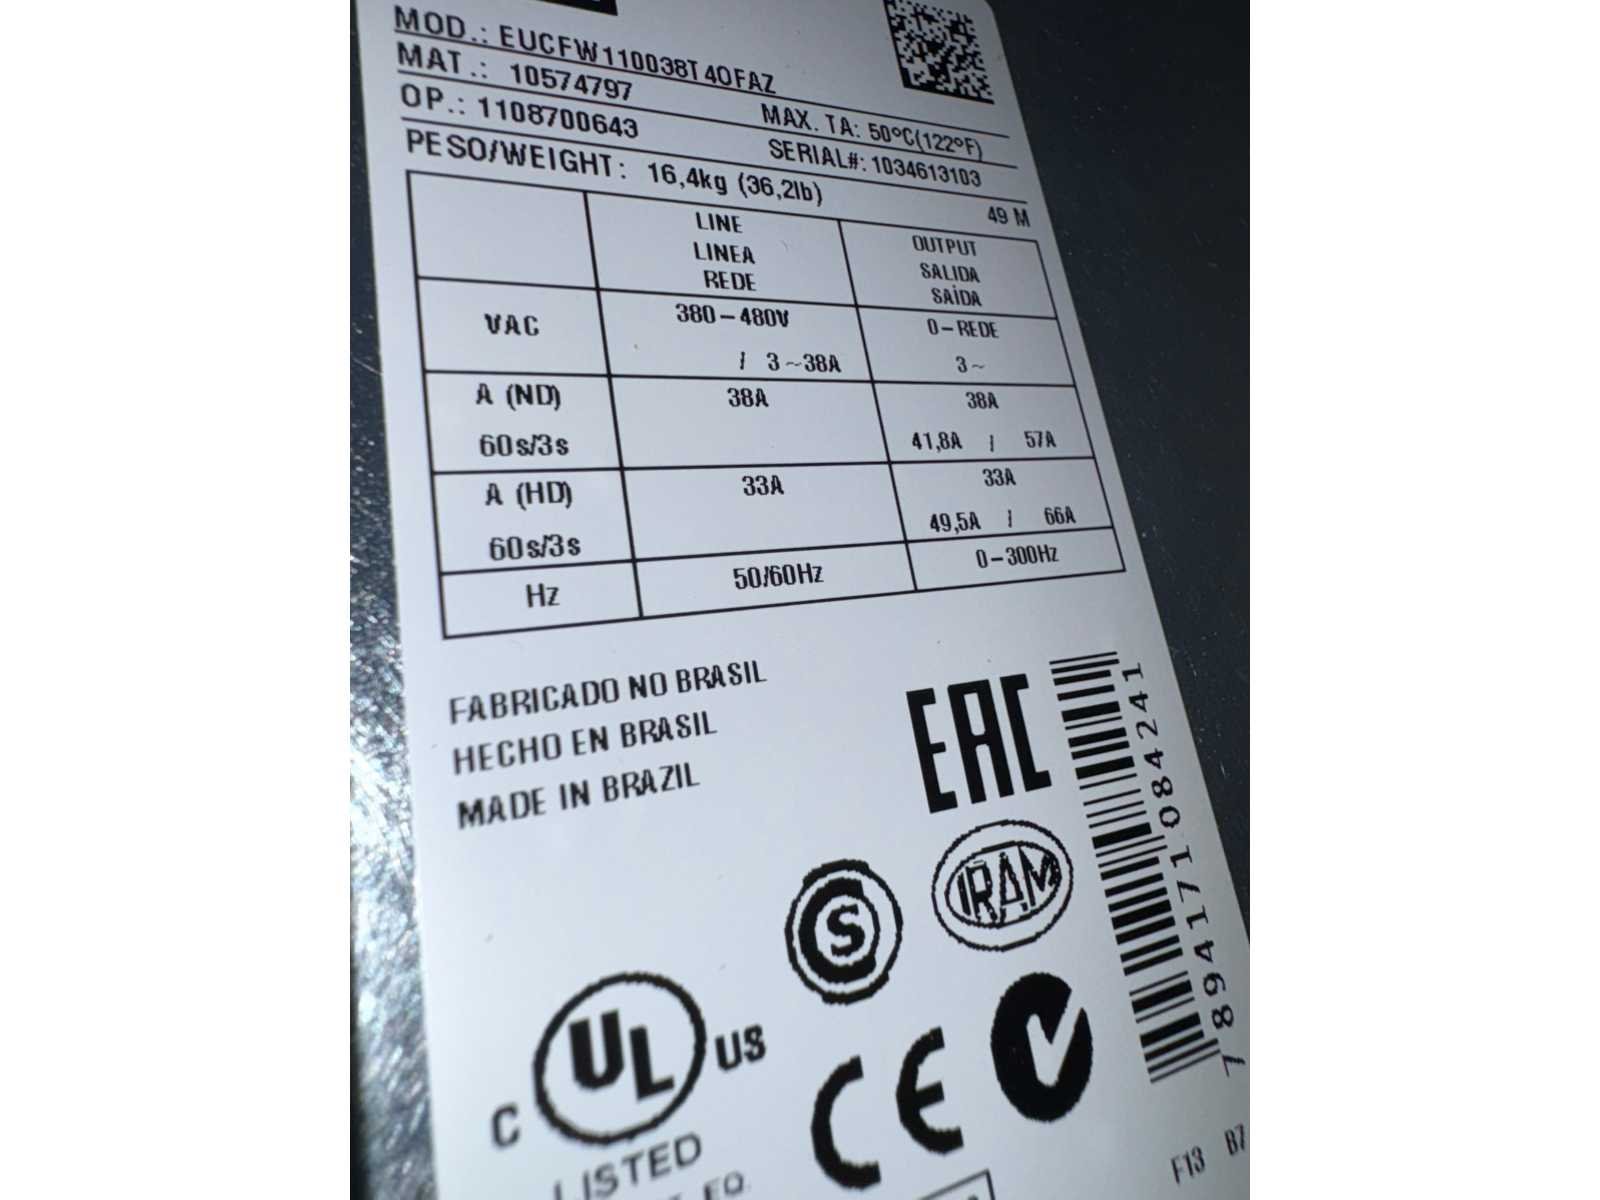 MOD.: EUCFW110038T4OFAZ
MAT.: 10574797 MAX. TA: 50ºC(122ºF)
OP.: 1108700643 SERIAL#: 1034613103
PESO/WEIGHT: 16,4kg (36,2lb) 49 M
LINE OUTPUT
LINEA SALIDA
REDE SAÍDA
VAC 380-480V 0-REDE
/ 3~38A 3~
A (ND) 38A 38A
60s/3s 41,8A / 57A
A (HD) 33A 33A
60s/3s 49,5A / 66A
Hz 50/60Hz 0-300Hz
FABRICADO NO BRASIL
HECHO EN BRASIL
MADE IN BRAZIL
EAC
7894171084241
S
IRAM
C UL US
LISTED
EQ.
CE
F13 B7